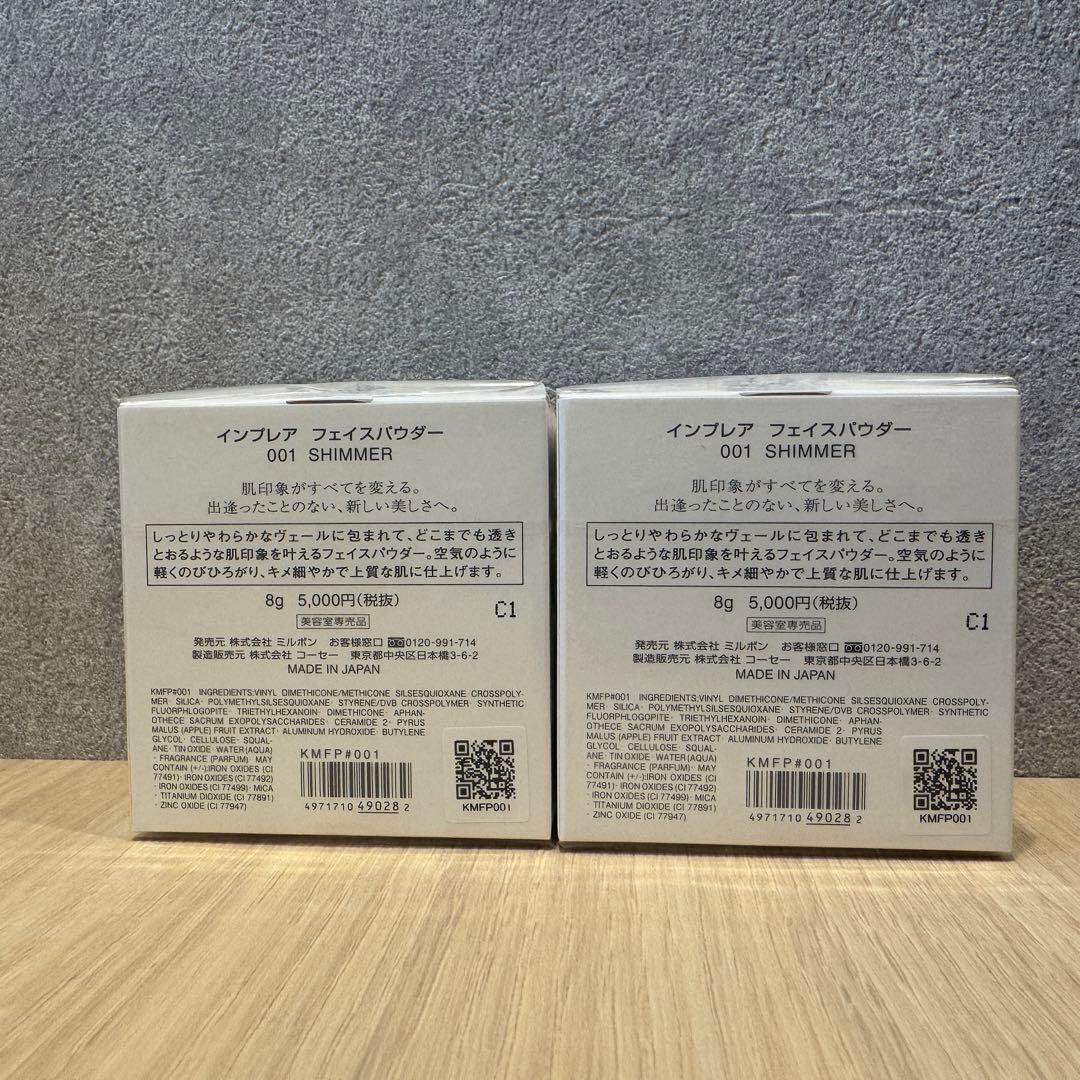 インプレア フェイスパウダー
001 SHIMMER
肌印象がすべてを変える。
出逢ったことのない、新しい美しさへ。
しっとりやわらかなヴェールに包まれて、どこまでも透き
とおるような肌印象を叶えるフェイスパウダー。空気のように
軽くのびひろがり、キメ細やかで上質な肌に仕上げます。
8g 5,000円(税抜)
C1
美容室専売品
発売元 株式会社 ミルボン お客様窓口 0120-991-714
製造販売元 株式会社 コーセー 東京都中央区日本橋3-6-2
MADE IN JAPAN
KMFP#001 INGREDIENTS:VINYL DIMETHICONE/METHICONE SILSESQUIOXANE CROSSPOLY-
MER· SILICA· POLYMETHYLSILSESQUIOXANE· STYRENE/DVB CROSSPOLYMER· SYNTHETIC
FLUORPHLOGOPITE· TRIETHYLHEXANOIN· DIMETHICONE· APHAN-
OTHECE SACRUM EXOPOLYSACCHARIDES· CERAMIDE 2· PYRUS
MALUS (APPLE) FRUIT EXTRACT· ALUMINUM HYDROXIDE· BUTYLENE
GLYCOL· CELLULOSE· SQUAL-
ANE· TIN OXIDE· WATER (AQUA)
· FRAGRANCE (PARFUM)· MAY
CONTAIN (+/-):IRON OXIDES (CI
77491)· IRON OXIDES (CI 77492)
· IRON OXIDES (CI 77499)· MICA
· TITANIUM DIOXIDE (CI 77891)
· ZINC OXIDE (CI 77947)
KMFP#001
4971710 49028 2
KMFP001
インプレア フェイスパウダー
001 SHIMMER
肌印象がすべてを変える。
出逢ったことのない、新しい美しさへ。
しっとりやわらかなヴェールに包まれて、どこまでも透き
とおるような肌印象を叶えるフェイスパウダー。空気のように
軽くのびひろがり、キメ細やかで上質な肌に仕上げます。
8g 5,000円(税抜)
C1
美容室専売品
発売元 株式会社 ミルボン お客様窓口 0120-991-714
製造販売元 株式会社 コーセー 東京都中央区日本橋3-6-2
MADE IN JAPAN
KMFP#001 INGREDIENTS:VINYL DIMETHICONE/METHICONE SILSESQUIOXANE CROSSPOLY-
MER· SILICA· POLYMETHYLSILSESQUIOXANE· STYRENE/DVB CROSSPOLYMER· SYNTHETIC
FLUORPHLOGOPITE· TRIETHYLHEXANOIN· DIMETHICONE· APHAN-
OTHECE SACRUM EXOPOLYSACCHARIDES· CERAMIDE 2· PYRUS
MALUS (APPLE) FRUIT EXTRACT· ALUMINUM HYDROXIDE· BUTYLENE
GLYCOL· CELLULOSE· SQUAL-
ANE· TIN OXIDE· WATER (AQUA)
· FRAGRANCE (PARFUM)· MAY
CONTAIN (+/-):IRON OXIDES (CI
77491)· IRON OXIDES (CI 77492)
· IRON OXIDES (CI 77499)· MICA
· TITANIUM DIOXIDE (CI 77891)
· ZINC OXIDE (CI 77947)
KMFP#001
4971710 49028 2
KMFP001